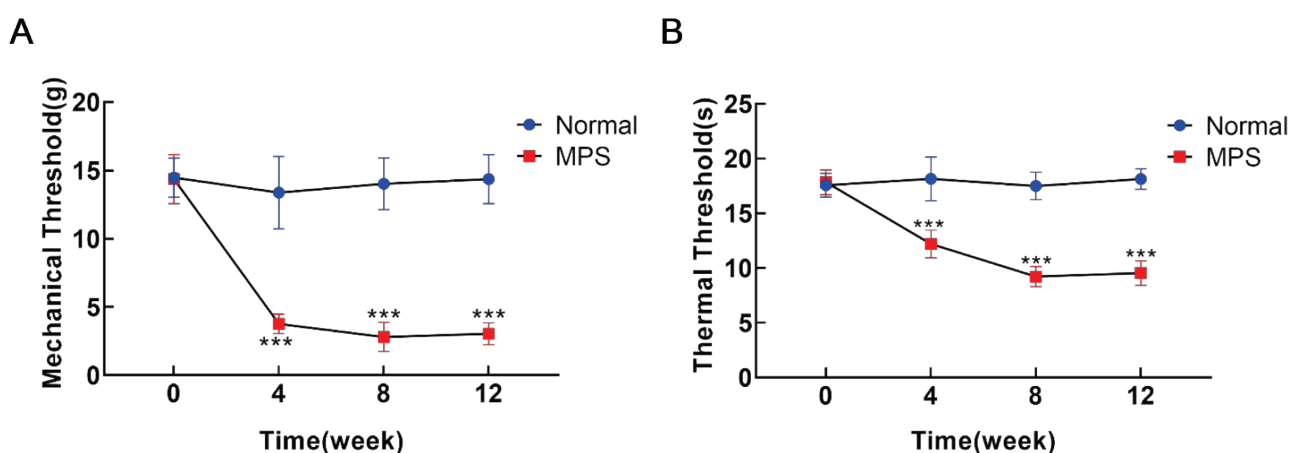 A
Mechanical Threshold(g)
20
15
10
5
0
0 4 8 12
Time(week)
Normal
MPS
***
***
***
B
Thermal Threshold(s)
25
20
15
10
5
0
0 4 8 12
Time(week)
Normal
MPS
***
***
***